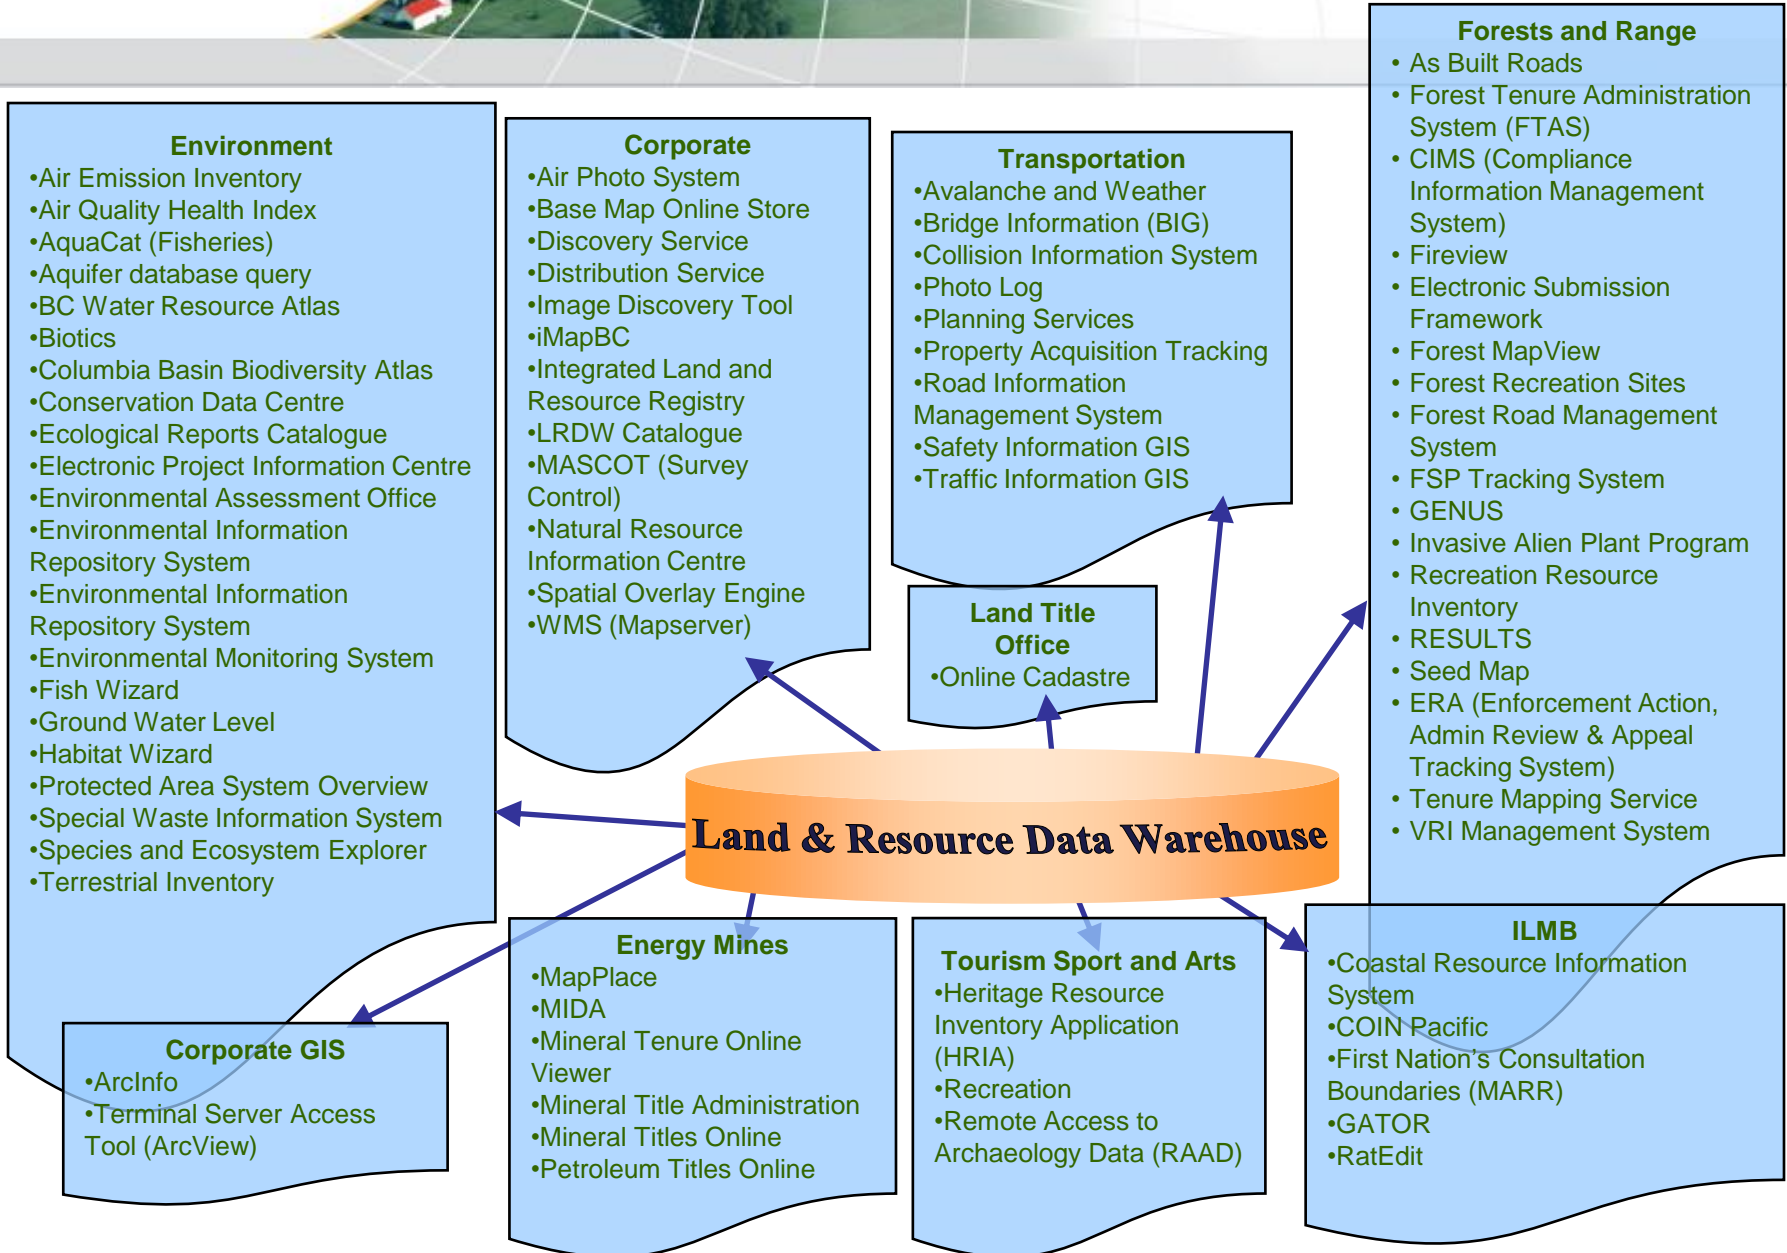 Forests and Range
• As Built Roads
• Forest Tenure Administration
System (FTAS)
• CIMS (Compliance
Information Management
System)
• Fireview
• Electronic Submission
Framework
• Forest MapView
• Forest Recreation Sites
• Forest Road Management
System
• FSP Tracking System
• GENUS
• Invasive Alien Plant Program
• Recreation Resource
Inventory
• RESULTS
• Seed Map
• ERA (Enforcement Action,
Admin Review & Appeal
Tracking System)
• Tenure Mapping Service
• VRI Management System
Environment
•Air Emission Inventory
•Air Quality Health Index
•AquaCat (Fisheries)
•Aquifer database query
•BC Water Resource Atlas
•Biotics
•Columbia Basin Biodiversity Atlas
•Conservation Data Centre
•Ecological Reports Catalogue
•Electronic Project Information Centre
•Environmental Assessment Office
•Environmental Information
Repository System
•Environmental Information
Repository System
•Environmental Monitoring System
•Fish Wizard
•Ground Water Level
•Habitat Wizard
•Protected Area System Overview
•Special Waste Information System
•Species and Ecosystem Explorer
•Terrestrial Inventory
Corporate
•Air Photo System
•Base Map Online Store
•Discovery Service
•Distribution Service
•Image Discovery Tool
•iMapBC
•Integrated Land and
Resource Registry
•LRDW Catalogue
•MASCOT (Survey
Control)
•Natural Resource
Information Centre
•Spatial Overlay Engine
•WMS (Mapserver)
Transportation
•Avalanche and Weather
•Bridge Information (BIG)
•Collision Information System
•Photo Log
•Planning Services
•Property Acquisition Tracking
•Road Information
Management System
•Safety Information GIS
•Traffic Information GIS
Land Title
Office
•Online Cadastre
Land & Resource Data Warehouse
Corporate GIS
•ArcInfo
•Terminal Server Access
Tool (ArcView)
Energy Mines
•MapPlace
•MIDA
•Mineral Tenure Online
Viewer
•Mineral Title Administration
•Mineral Titles Online
•Petroleum Titles Online
Tourism Sport and Arts
•Heritage Resource
Inventory Application
(HRIA)
•Recreation
•Remote Access to
Archaeology Data (RAAD)
ILMB
•Coastal Resource Information
System
•COIN Pacific
•First Nation's Consultation
Boundaries (MARR)
•GATOR
•RatEdit